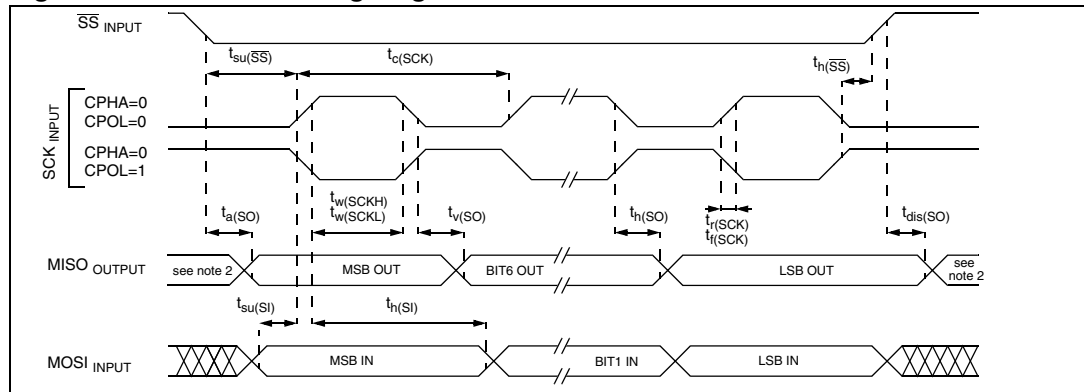 SS INPUT
tsu(SS)
tc(SCK)
th(SS)
SCK INPUT
CPHA=0
CPOL=0
CPHA=0
CPOL=1
ta(SO)
tw(SCKH)
tw(SCKL)
tv(SO)
th(SO)
tr(SCK)
tf(SCK)
tdis(SO)
MISO OUTPUT
see note 2
MSB OUT
BIT6 OUT
LSB OUT
see
note 2
tsu(SI)
th(SI)
MOSI INPUT
MSB IN
BIT1 IN
LSB IN